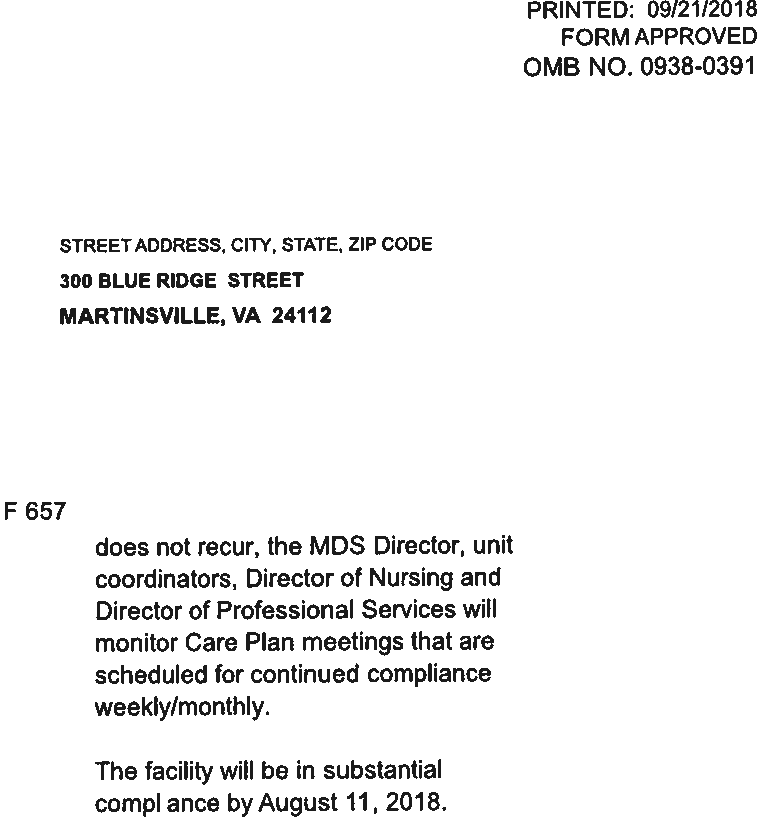 PRINTED: 09/21/2018
FORM APPROVED
OMB NO. 0938-0391
STREET ADDRESS, CITY, STATE, ZIP CODE
300 BLUE RIDGE STREET
MARTINSVILLE, VA 24112
F 657
does not recur, the MDS Director, unit
coordinators, Director of Nursing and
Director of Professional Services will
monitor Care Plan meetings that are
scheduled for continued compliance
weekly/monthly.
The facility will be in substantial
compl ance by August 11, 2018.